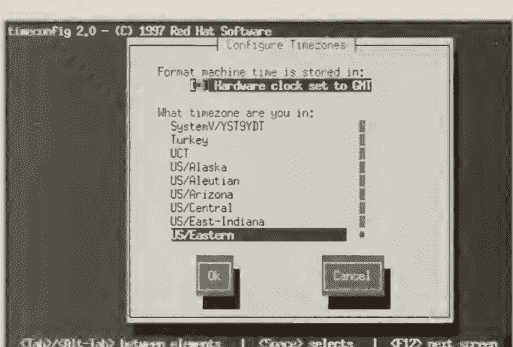 timeconfig 2.0 - (C) 1997 Red Hat Software
Configure Timezones
Format machine time is stored in:
[*] Hardware clock set to GMT
What timezone are you in:
SystemV/YST9YDT
Turkey
UCT
US/Alaska
US/Aleutian
US/Arizona
US/Central
US/East-Indiana
US/Eastern
Ok Cancel
<Tab>/<Alt-Tab> between elements | <Space> selects | <F12> next screen